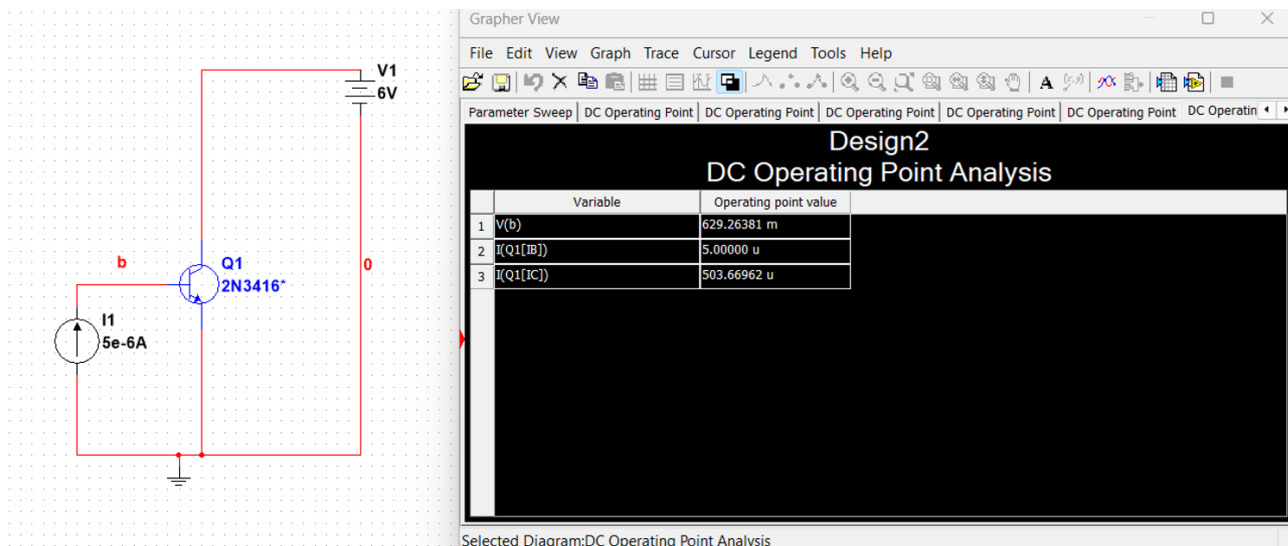 V1
6V
b
Q1
2N3416*
0
I1
5e-6A
Grapher View
File Edit View Graph Trace Cursor Legend Tools Help
A
Parameter Sweep DC Operating Point DC Operating Point DC Operating Point DC Operating Point DC Operating Point DC Operatin
Design2
DC Operating Point Analysis
Variable Operating point value
1 V(b) 629.26381 m
2 I(Q1[IB]) 5.00000 u
3 I(Q1[IC]) 503.66962 u
Selected Diagram:DC Operating Point Analysis